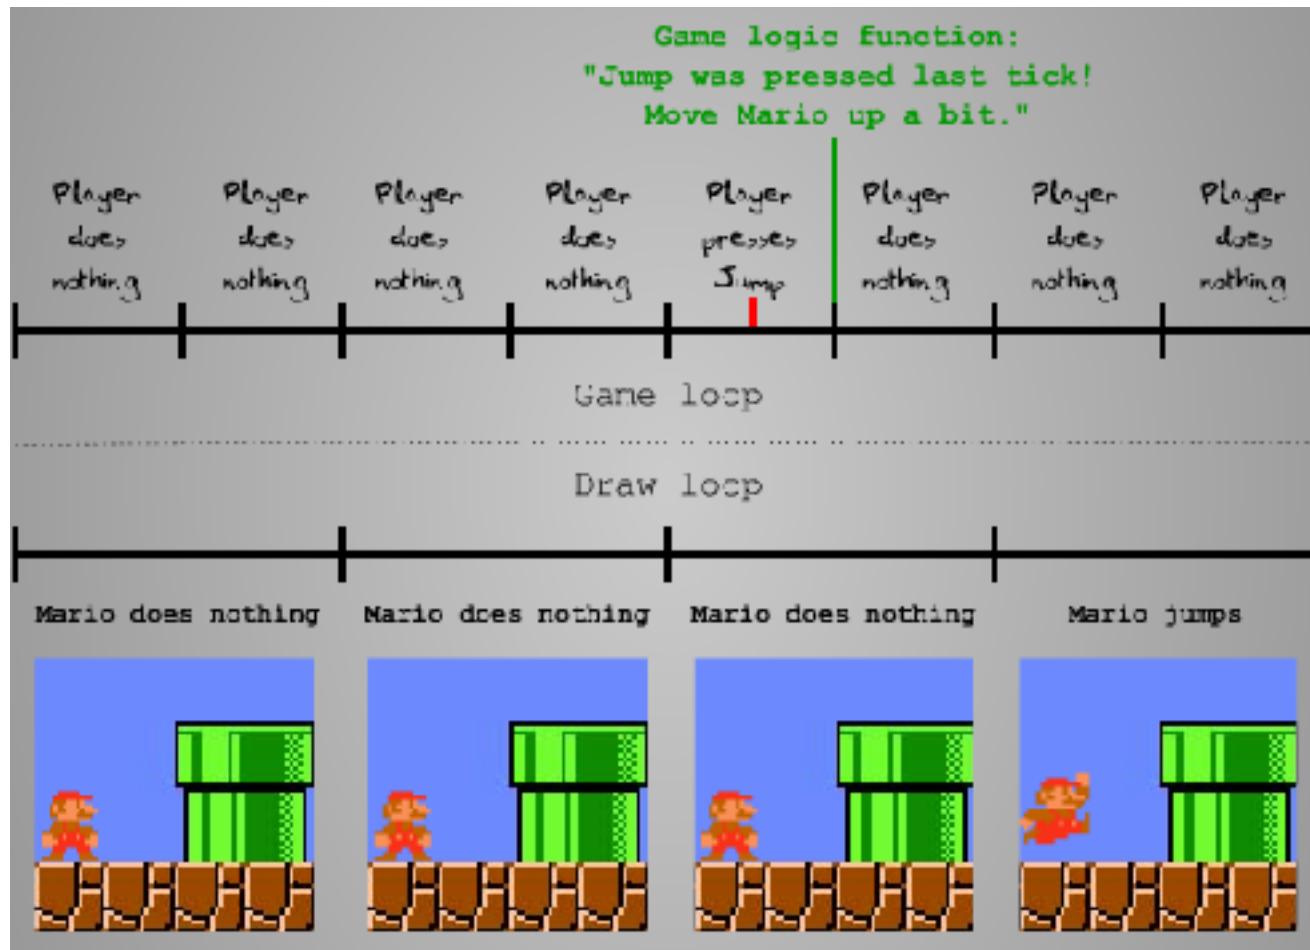 Game logic function:
"Jump was pressed last tick!
Move Mario up a bit."
Player does nothing
Player does nothing
Player does nothing
Player does nothing
Player presses Jump
Player does nothing
Player does nothing
Player does nothing
Game loop
Draw loop
Mario does nothing
Mario does nothing
Mario does nothing
Mario jumps